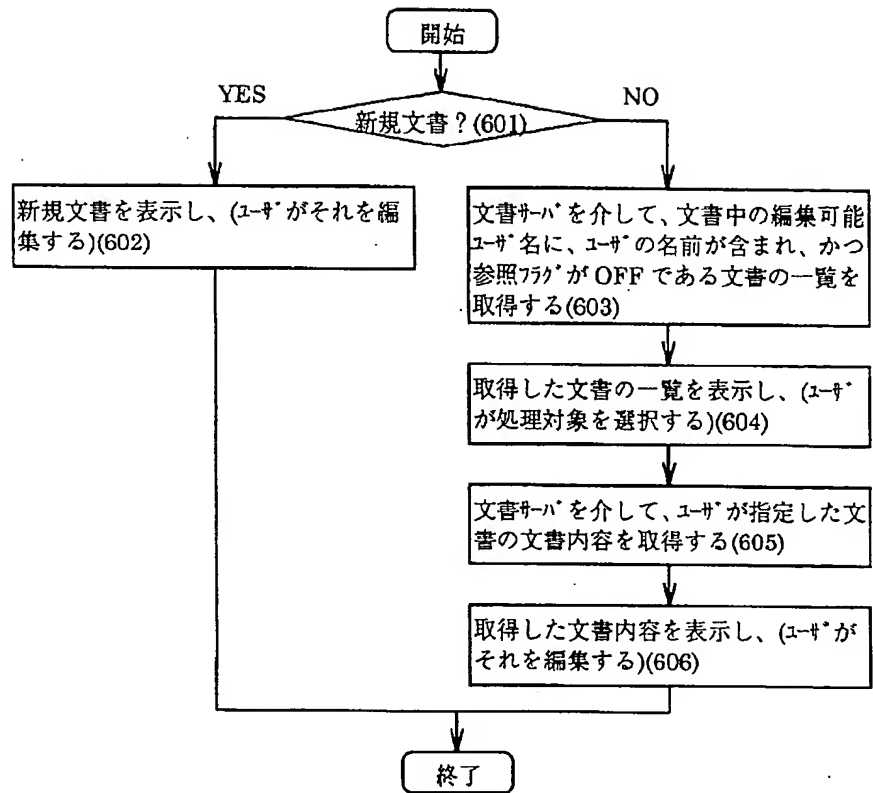 開始
YES
NO
新規文書?(601)
新規文書を表示し、(ﾕｰｻﾞがそれを編
集する)(602)
文書ｻｰﾊﾞを介して、文書中の編集可能
ﾕｰｻﾞ名に、ﾕｰｻﾞの名前が含まれ、かつ
参照ﾌﾗｸﾞが OFF である文書の一覧を
取得する(603)
取得した文書の一覧を表示し、(ﾕｰｻﾞ
が処理対象を選択する)(604)
文書ｻｰﾊﾞを介して、ﾕｰｻﾞが指定した文
書の文書内容を取得する(605)
取得した文書内容を表示し、(ﾕｰｻﾞが
それを編集する)(606)
終了